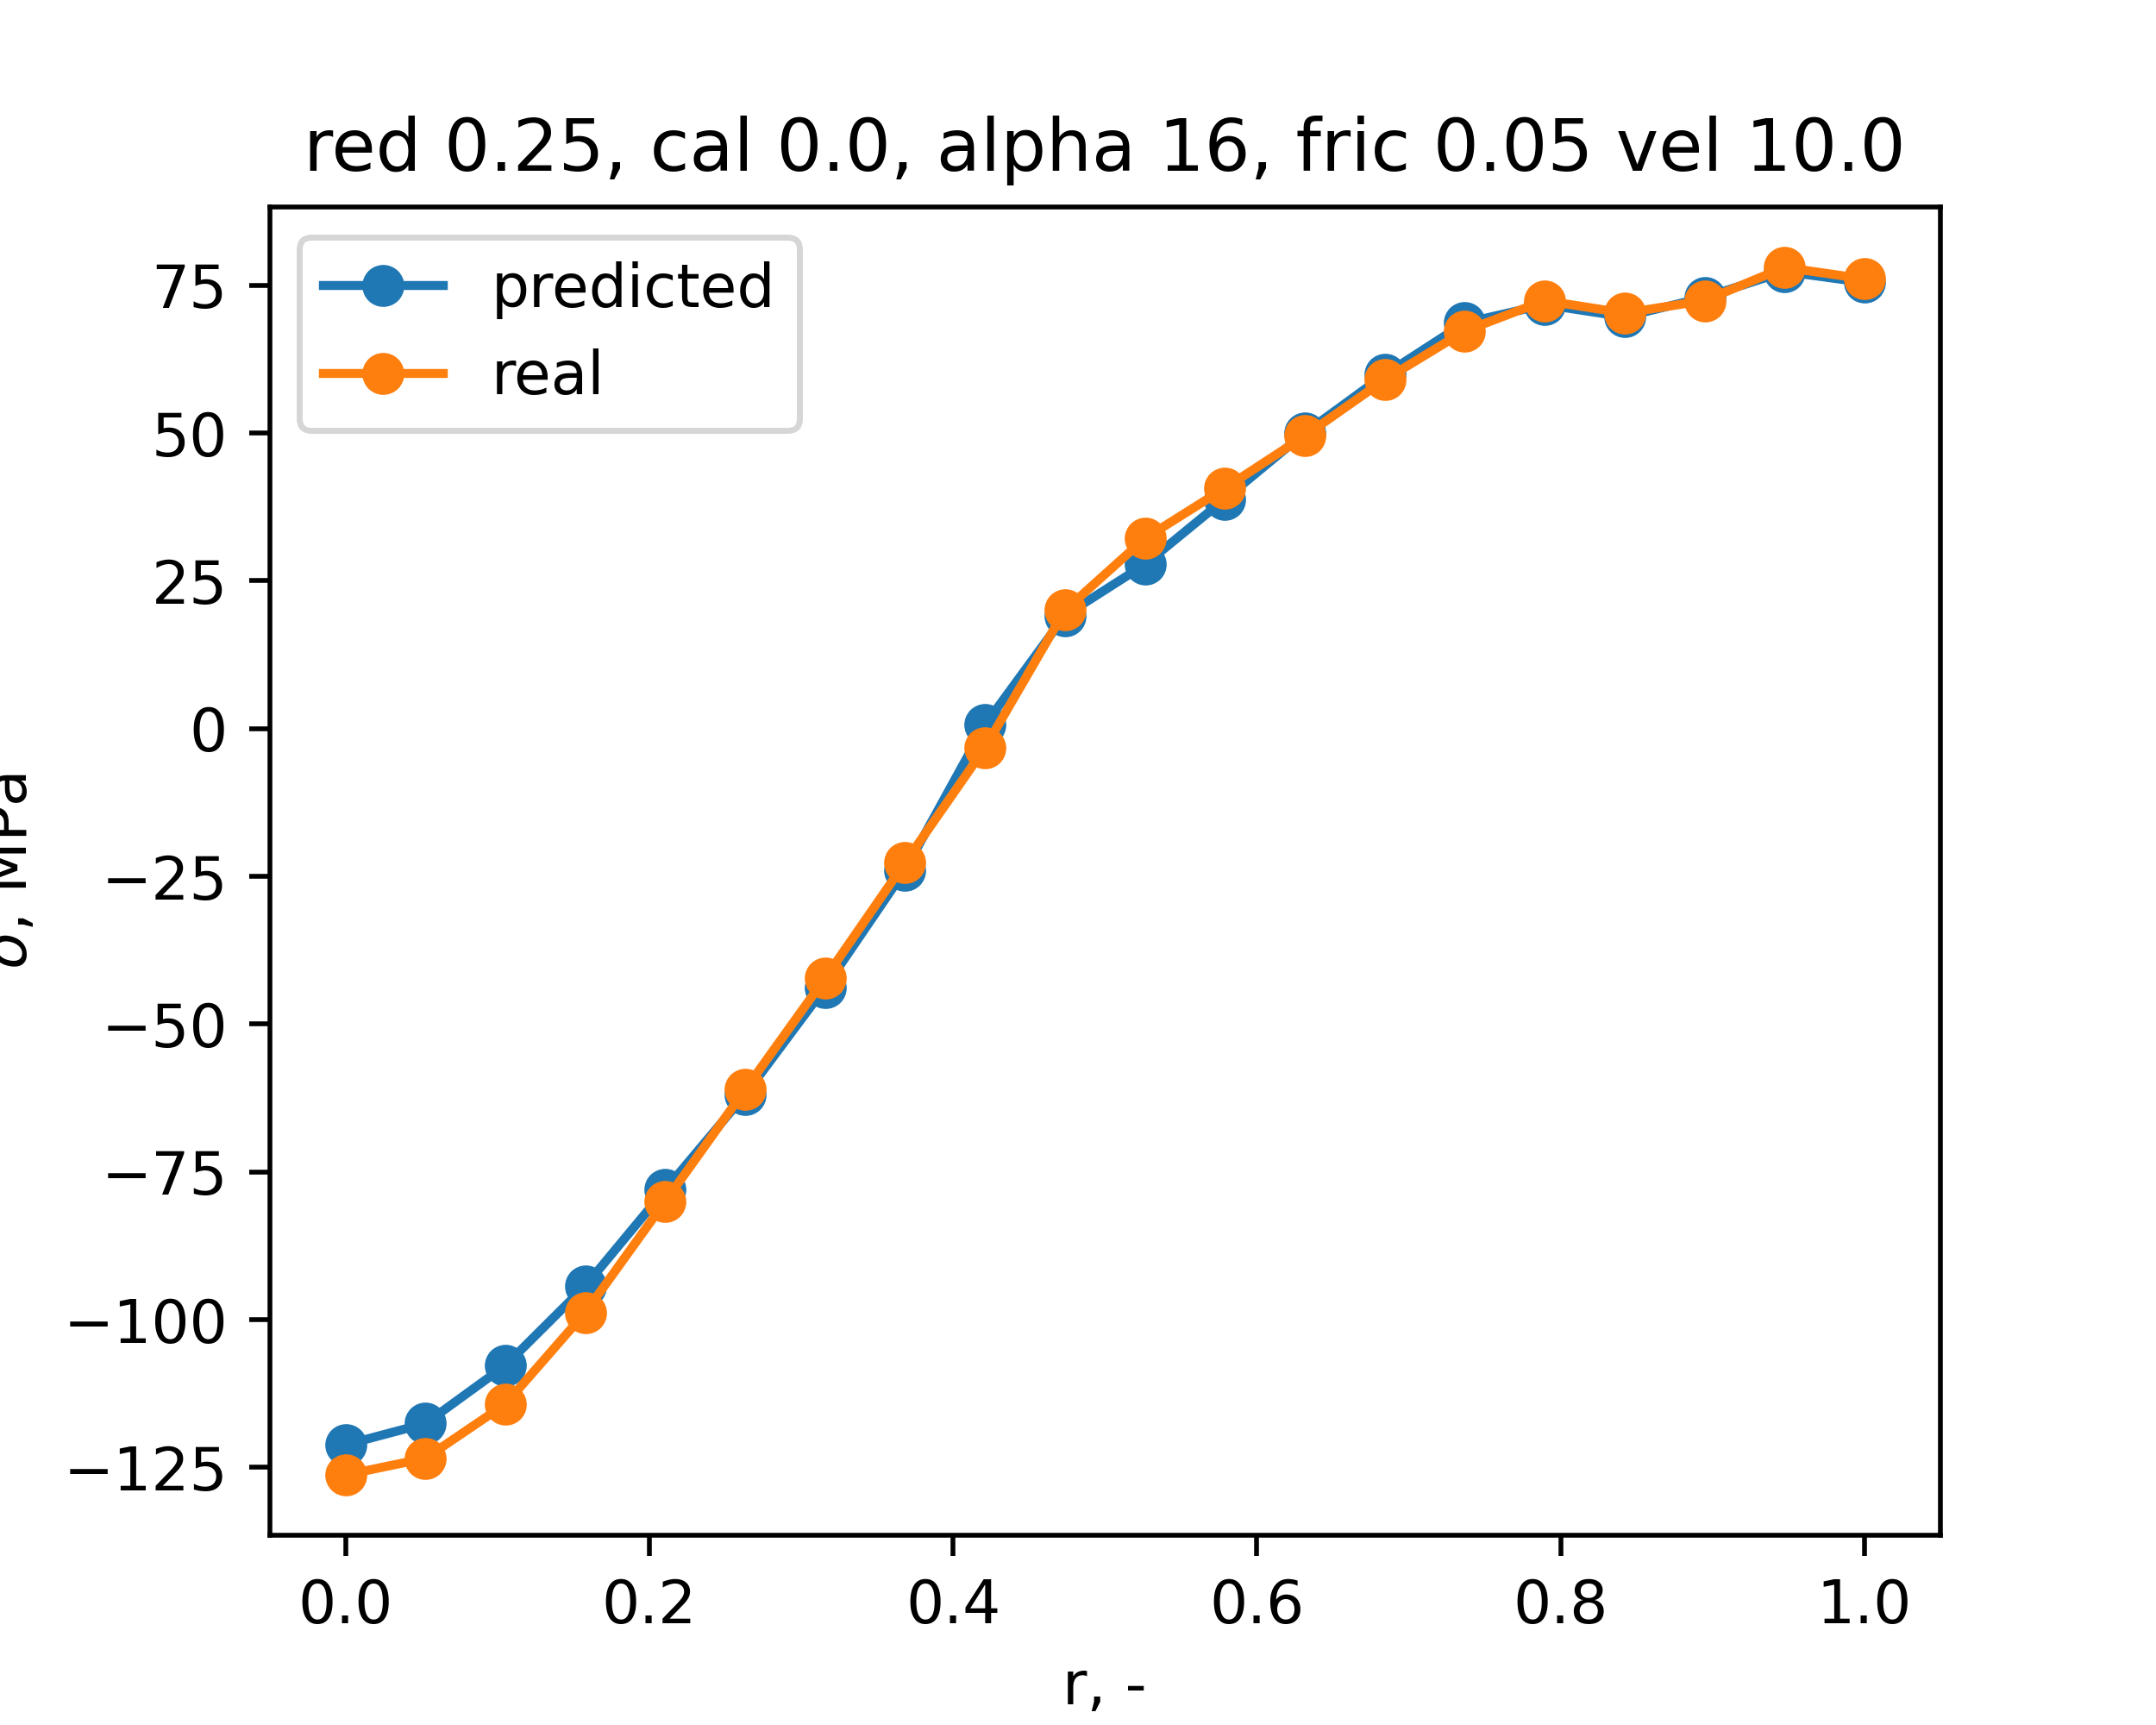 red 0.25, cal 0.0, alpha 16, fric 0.05 vel 10.0
predicted
real
75
50
25
0
−25
−50
−75
−100
−125
σ, MPa
0.0 0.2 0.4 0.6 0.8 1.0
r, -